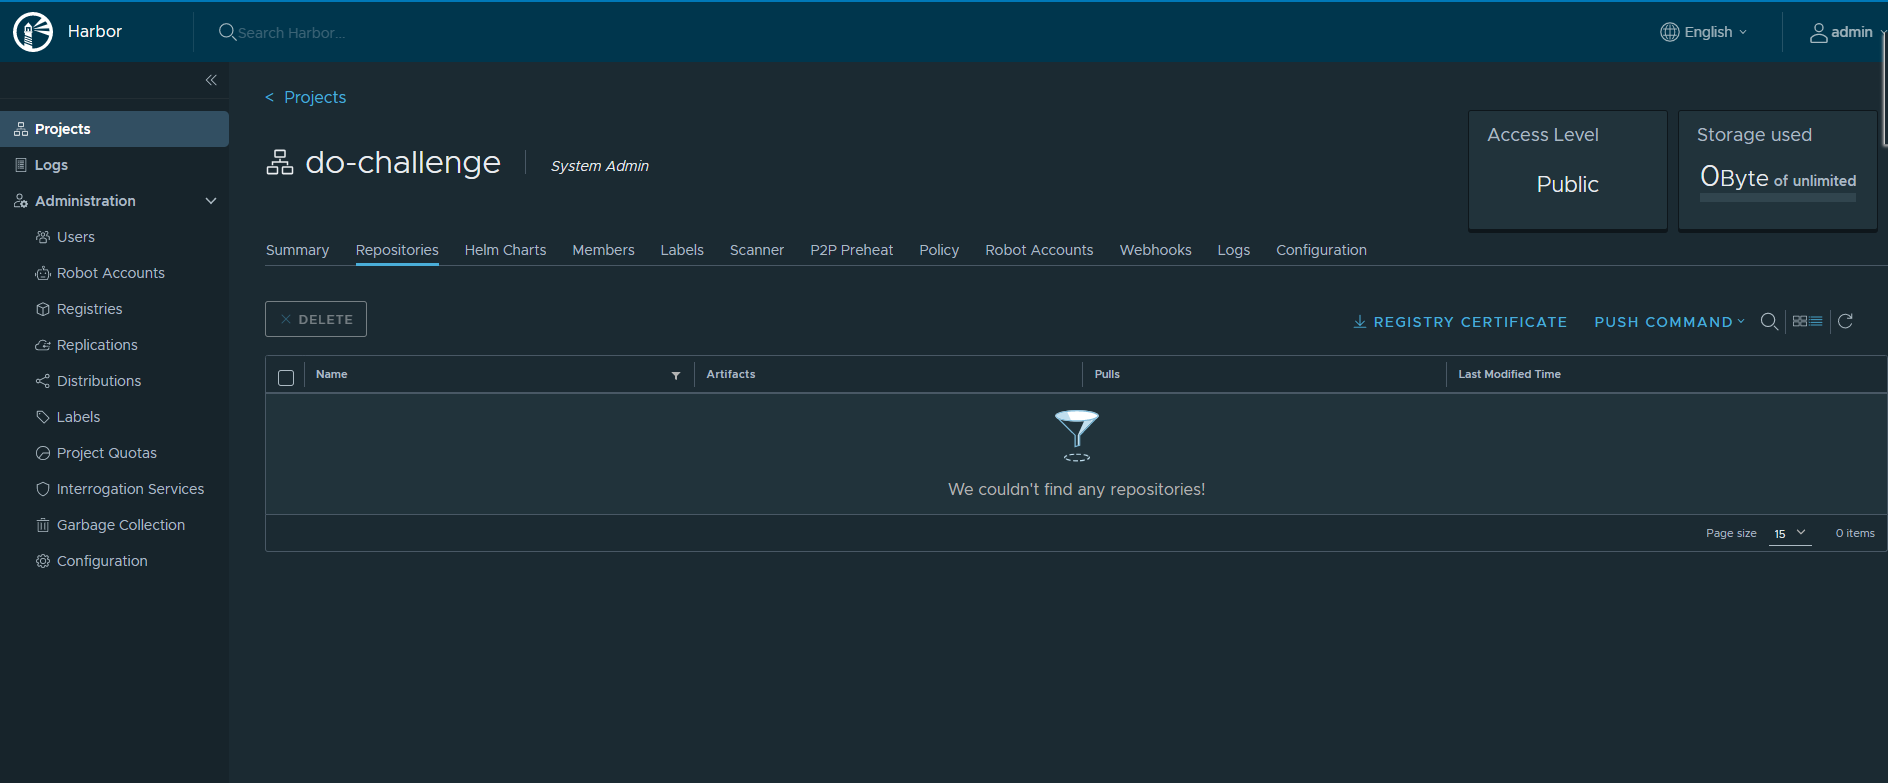 Harbor
Search Harbor...
English
admin
Projects
Logs
Administration
Users
Robot Accounts
Registries
Replications
Distributions
Labels
Project Quotas
Interrogation Services
Garbage Collection
Configuration
< Projects
do-challenge System Admin
Access Level
Public
Storage used
0Byte of unlimited
Summary Repositories Helm Charts Members Labels Scanner P2P Preheat Policy Robot Accounts Webhooks Logs Configuration
DELETE
REGISTRY CERTIFICATE PUSH COMMAND
Name Artifacts Pulls Last Modified Time
We couldn't find any repositories!
Page size 15 0 items